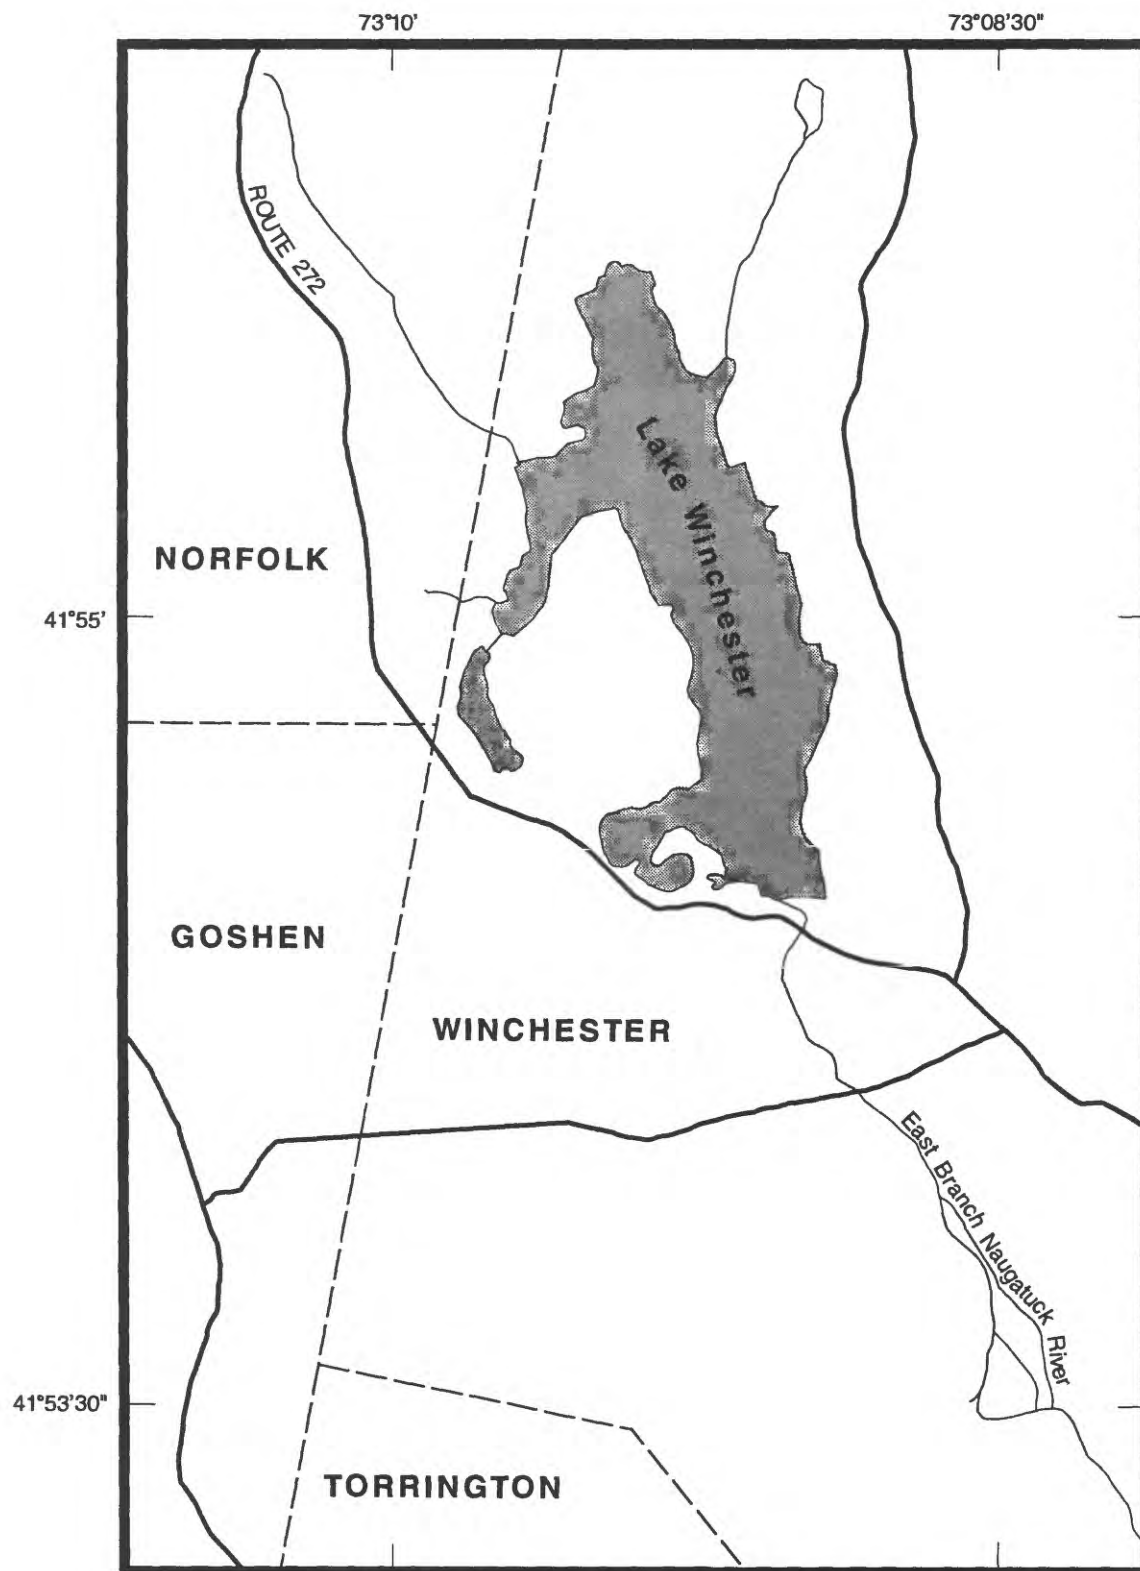 73°10'
73°08'30"
ROUTE 272
Lake Winchester
NORFOLK
41°55'
GOSHEN
WINCHESTER
East Branch Naugatuck River
41°53'30"
TORRINGTON